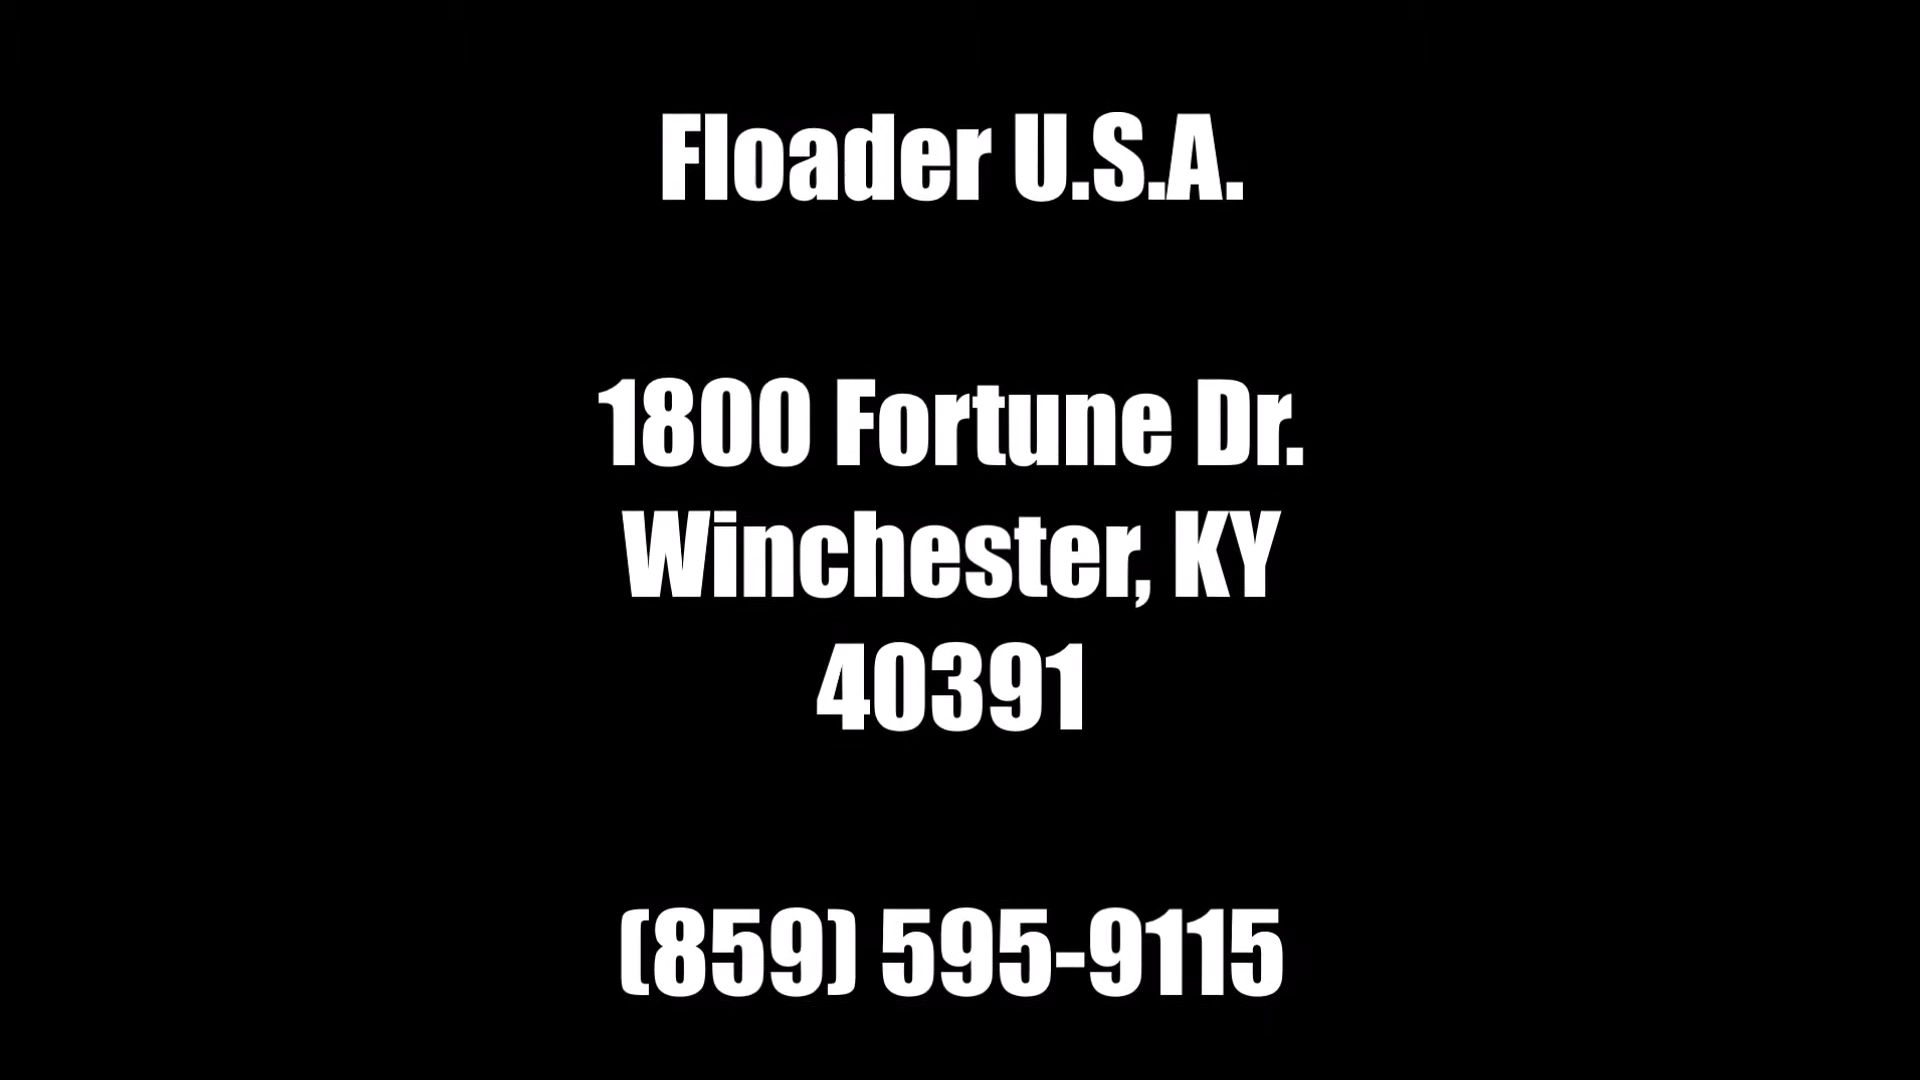 Floader U.S.A.
1800 Fortune Dr.
Winchester, KY
40391
(859) 595-9115